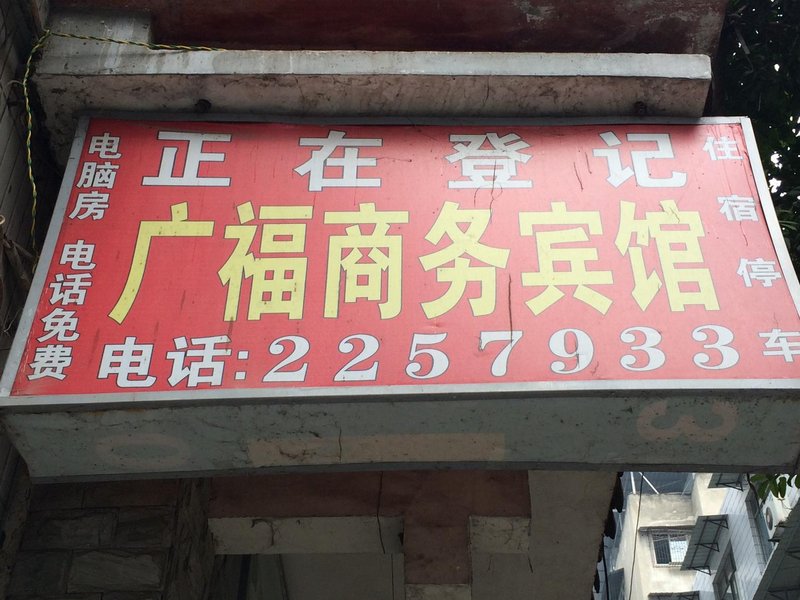 正在登记
广福商务宾馆
电话:2257933
电脑房 电话免费
住宿停车